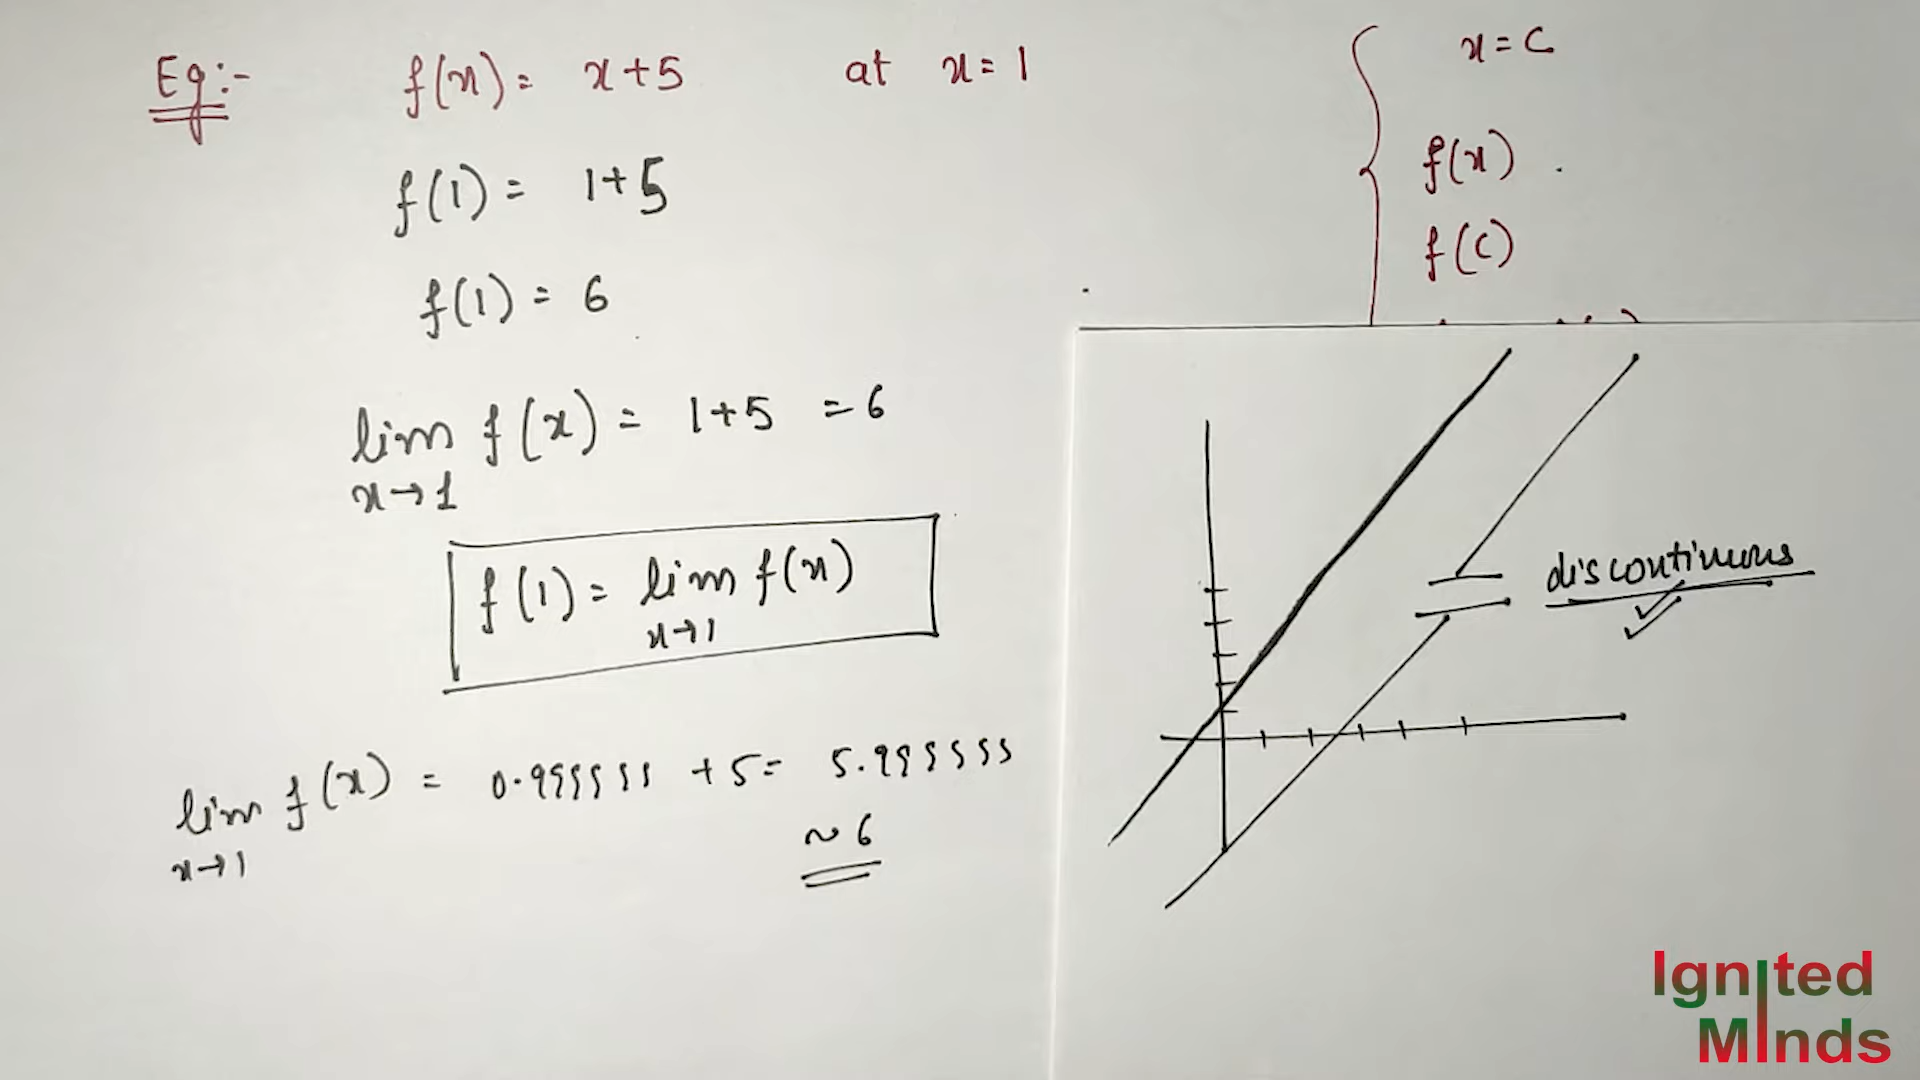 Eg:- f(x) = x+5 at x = 1
f(1) = 1+5
f(1) = 6
lim f(x) = 1+5 = 6
x→1
f(1) = lim f(x)
x→1
lim f(x) = 0.999999 + 5 = 5.999999
x→1
~ 6
x = c
f(x) .
f(c)
discontinuous
Ignited
Minds